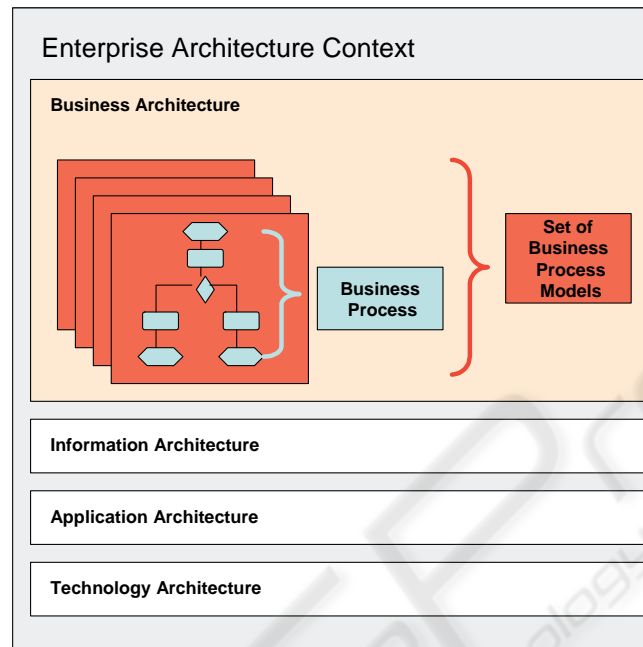 Enterprise Architecture Context
Business Architecture
Business
Process
Set of
Business
Process
Models
Information Architecture
Application Architecture
Technology Architecture